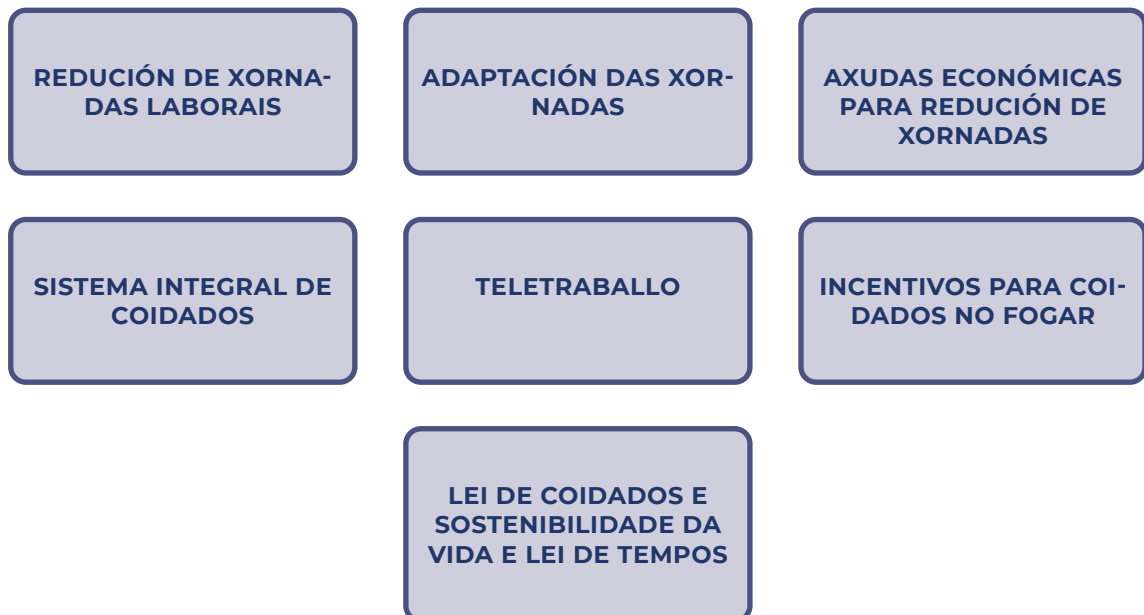 REDUCIÓN DE XORNA-
DAS LABORAIS
ADAPTACIÓN DAS XOR-
NADAS
AXUDAS ECONÓMICAS
PARA REDUCIÓN DE
XORNADAS
SISTEMA INTEGRAL DE
COIDADOS
TELETRABALLO
INCENTIVOS PARA COI-
DADOS NO FOGAR
LEI DE COIDADOS E
SOSTENIBILIDADE DA
VIDA E LEI DE TEMPOS